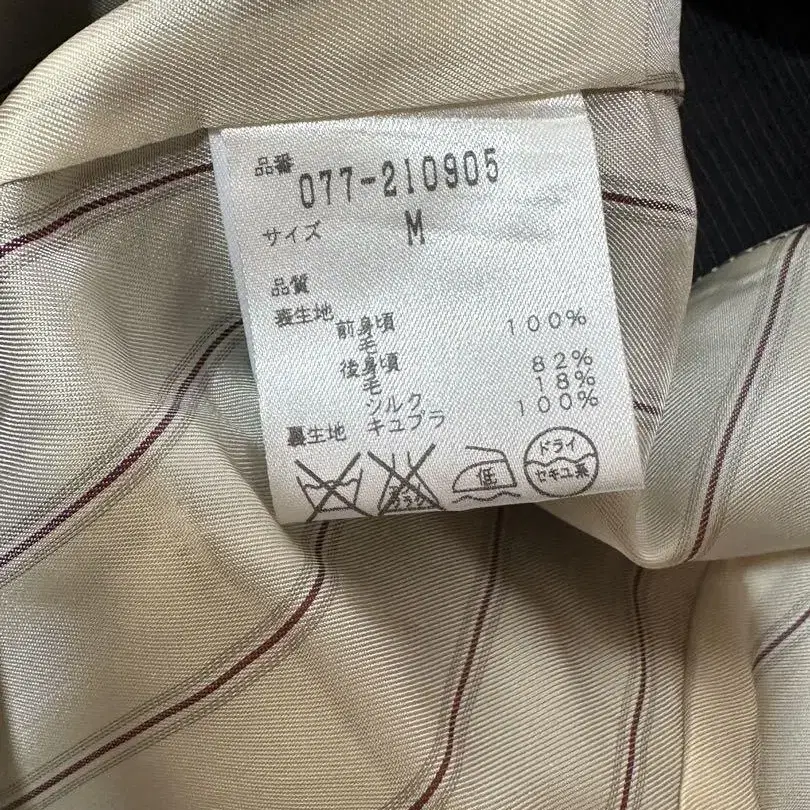 品番 077-210905
サイズ M
品質
表生地
前身頃
毛 100%
後身頃
毛 82%
シルク 18%
裏生地 キュプラ 100%
低
ドライ
セキユ系